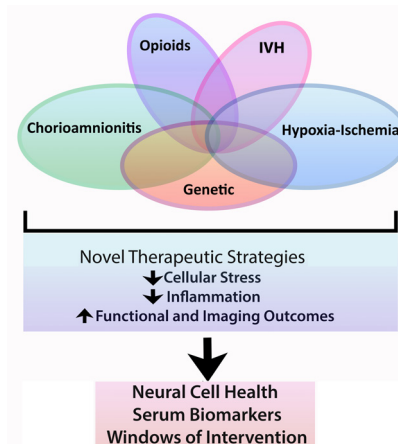 Opioids
IVH
Chorioamnionitis
Hypoxia-Ischemia
Genetic
Novel Therapeutic Strategies
Cellular Stress
Inflammation
Functional and Imaging Outcomes
Neural Cell Health
Serum Biomarkers
Windows of Intervention